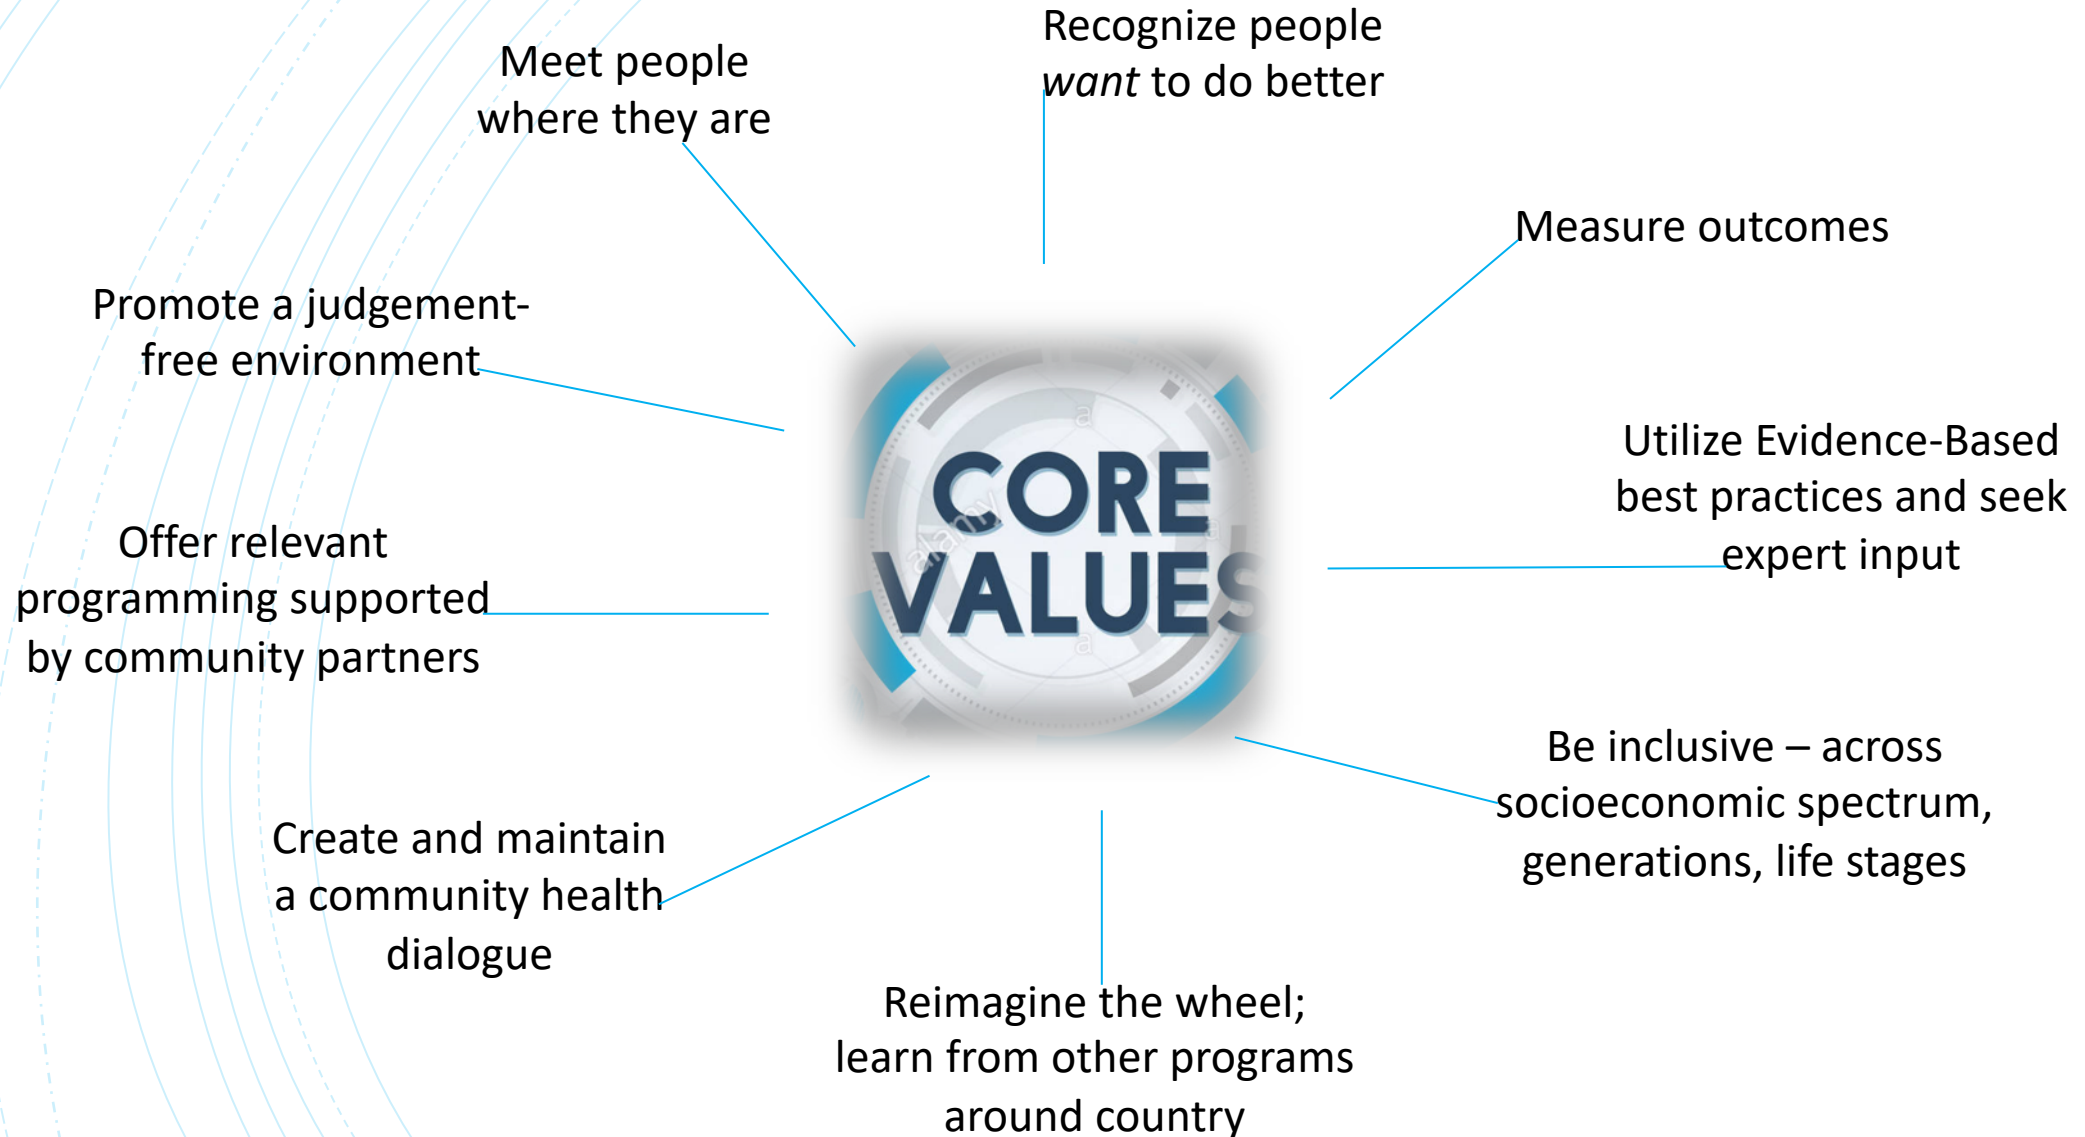 Meet people
where they are
Recognize people
want to do better
Measure outcomes
Promote a judgement-
free environment
Utilize Evidence-Based
best practices and seek
expert input
Offer relevant
programming supported
by community partners
CORE
VALUES
alamy
a
a
a
Be inclusive – across
socioeconomic spectrum,
generations, life stages
Create and maintain
a community health
dialogue
Reimagine the wheel;
learn from other programs
around country